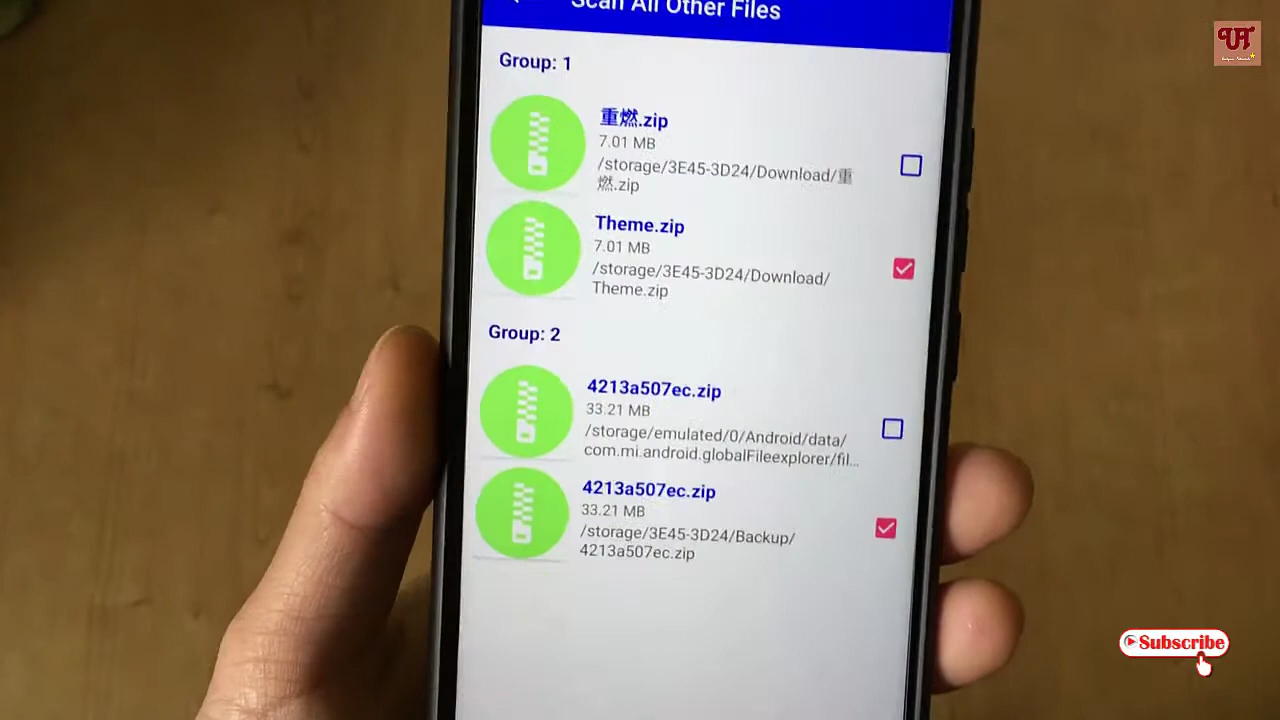 Scan All Other Files
Group: 1
重燃.zip
7.01 MB
/storage/3E45-3D24/Download/重
燃.zip
Theme.zip
7.01 MB
/storage/3E45-3D24/Download/
Theme.zip
Group: 2
4213a507ec.zip
33.21 MB
/storage/emulated/0/Android/data/
com.mi.android.globalFileexplorer/fil...
4213a507ec.zip
33.21 MB
/storage/3E45-3D24/Backup/
4213a507ec.zip
Subscribe